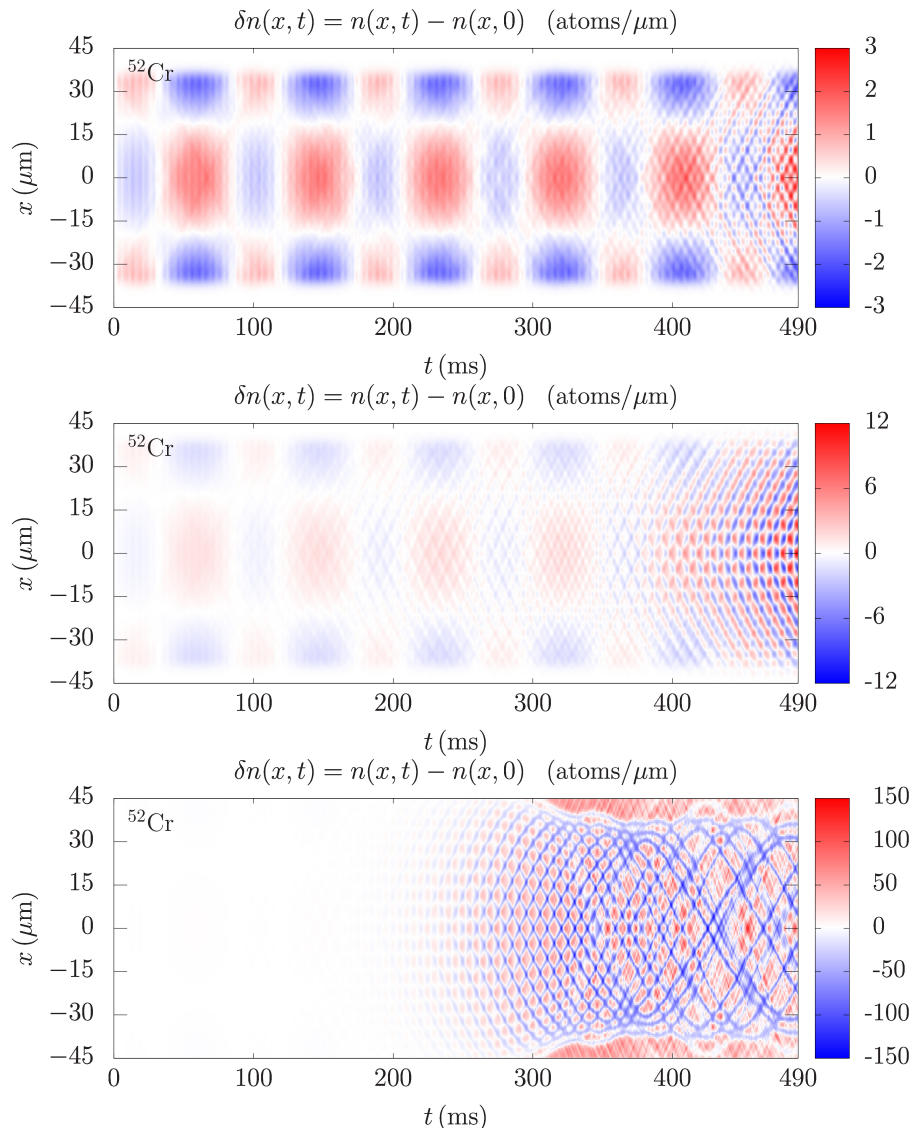 δn(x, t) = n(x, t) − n(x, 0) (atoms/μm)
45
30
15
0
−15
−30
−45
x (μm)
⁵²Cr
0 100 200 300 400 490
t (ms)
3
2
1
0
-1
-2
-3
δn(x, t) = n(x, t) − n(x, 0) (atoms/μm)
45
30
15
0
−15
−30
−45
x (μm)
⁵²Cr
0 100 200 300 400 490
t (ms)
12
6
0
-6
-12
δn(x, t) = n(x, t) − n(x, 0) (atoms/μm)
45
30
15
0
−15
−30
−45
x (μm)
⁵²Cr
0 100 200 300 400 490
t (ms)
150
100
50
0
-50
-100
-150